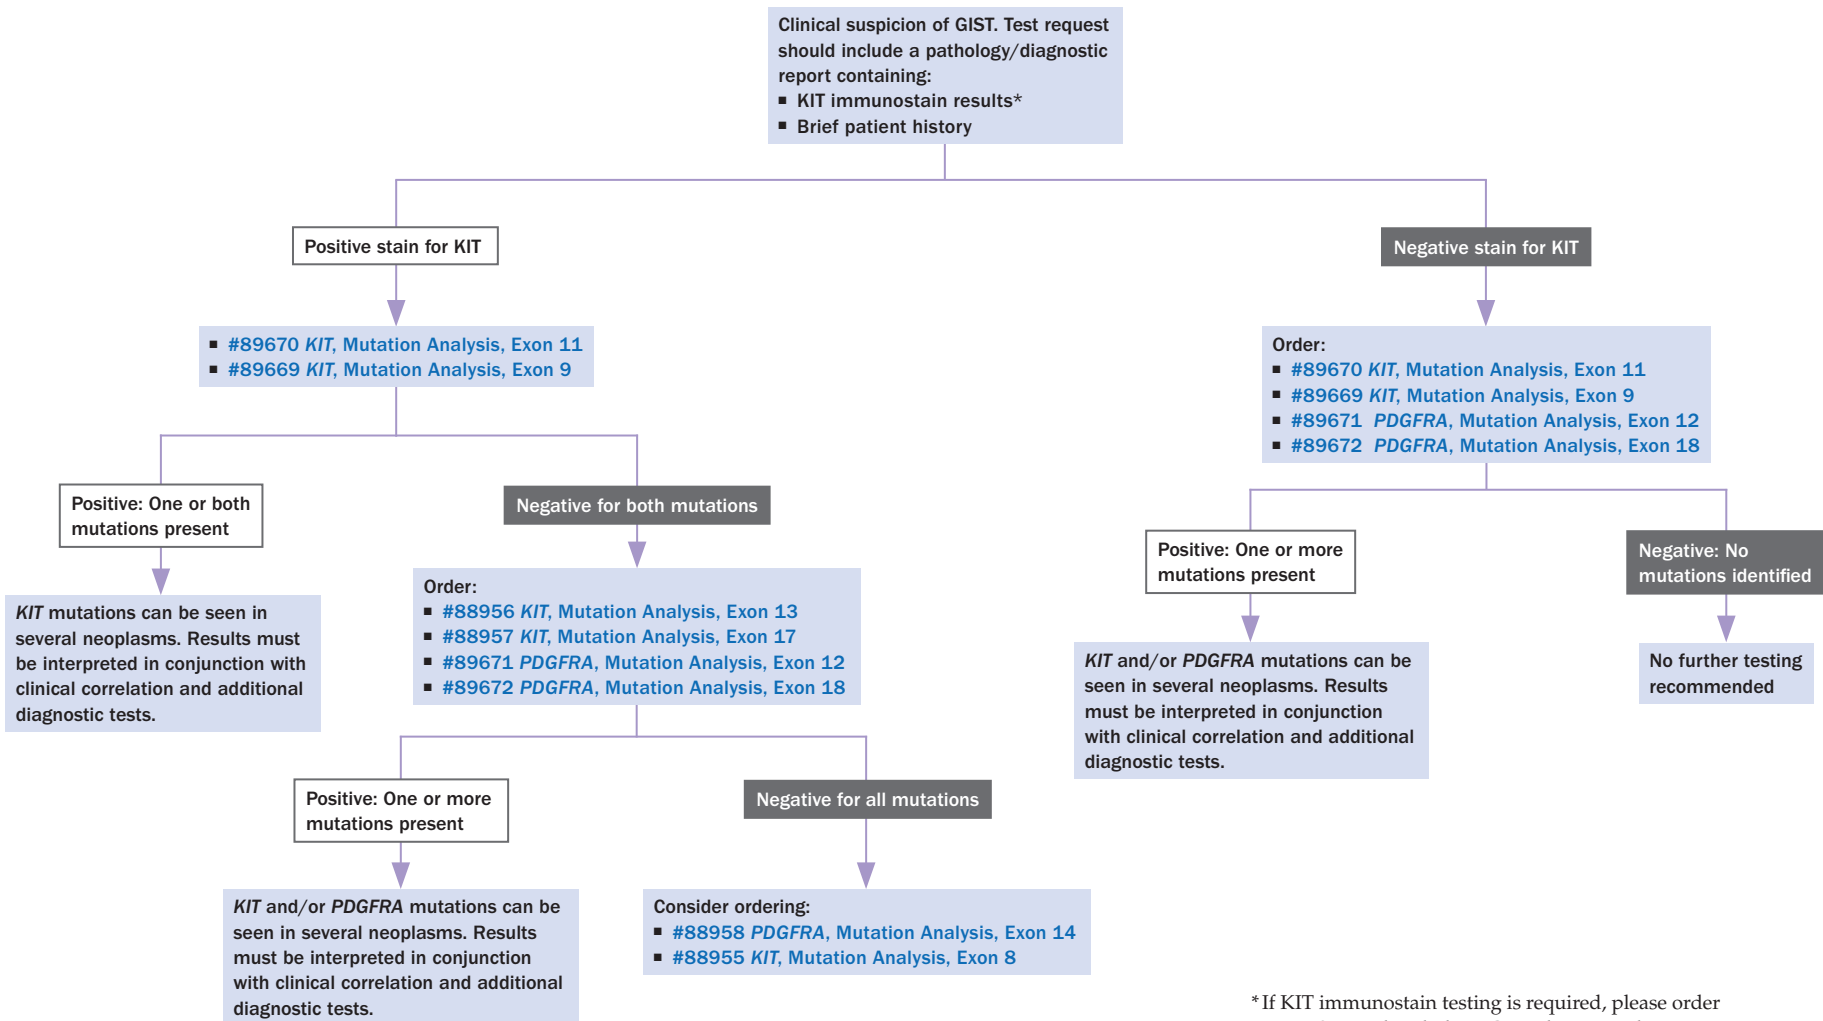 Clinical suspicion of GIST. Test request
should include a pathology/diagnostic
report containing:
▪ KIT immunostain results*
▪ Brief patient history
Positive stain for KIT
Negative stain for KIT
▪ #89670 KIT, Mutation Analysis, Exon 11
▪ #89669 KIT, Mutation Analysis, Exon 9
Order:
▪ #89670 KIT, Mutation Analysis, Exon 11
▪ #89669 KIT, Mutation Analysis, Exon 9
▪ #89671 PDGFRA, Mutation Analysis, Exon 12
▪ #89672 PDGFRA, Mutation Analysis, Exon 18
Positive: One or both
mutations present
Negative for both mutations
Positive: One or more
mutations present
Negative: No
mutations identified
KIT mutations can be seen in
several neoplasms. Results must
be interpreted in conjunction with
clinical correlation and additional
diagnostic tests.
Order:
▪ #88956 KIT, Mutation Analysis, Exon 13
▪ #88957 KIT, Mutation Analysis, Exon 17
▪ #89671 PDGFRA, Mutation Analysis, Exon 12
▪ #89672 PDGFRA, Mutation Analysis, Exon 18
KIT and/or PDGFRA mutations can be
seen in several neoplasms. Results
must be interpreted in conjunction
with clinical correlation and additional
diagnostic tests.
No further testing
recommended
Positive: One or more
mutations present
Negative for all mutations
KIT and/or PDGFRA mutations can be
seen in several neoplasms. Results
must be interpreted in conjunction
with clinical correlation and additional
diagnostic tests.
Consider ordering:
▪ #88958 PDGFRA, Mutation Analysis, Exon 14
▪ #88955 KIT, Mutation Analysis, Exon 8
*If KIT immunostain testing is required, please order